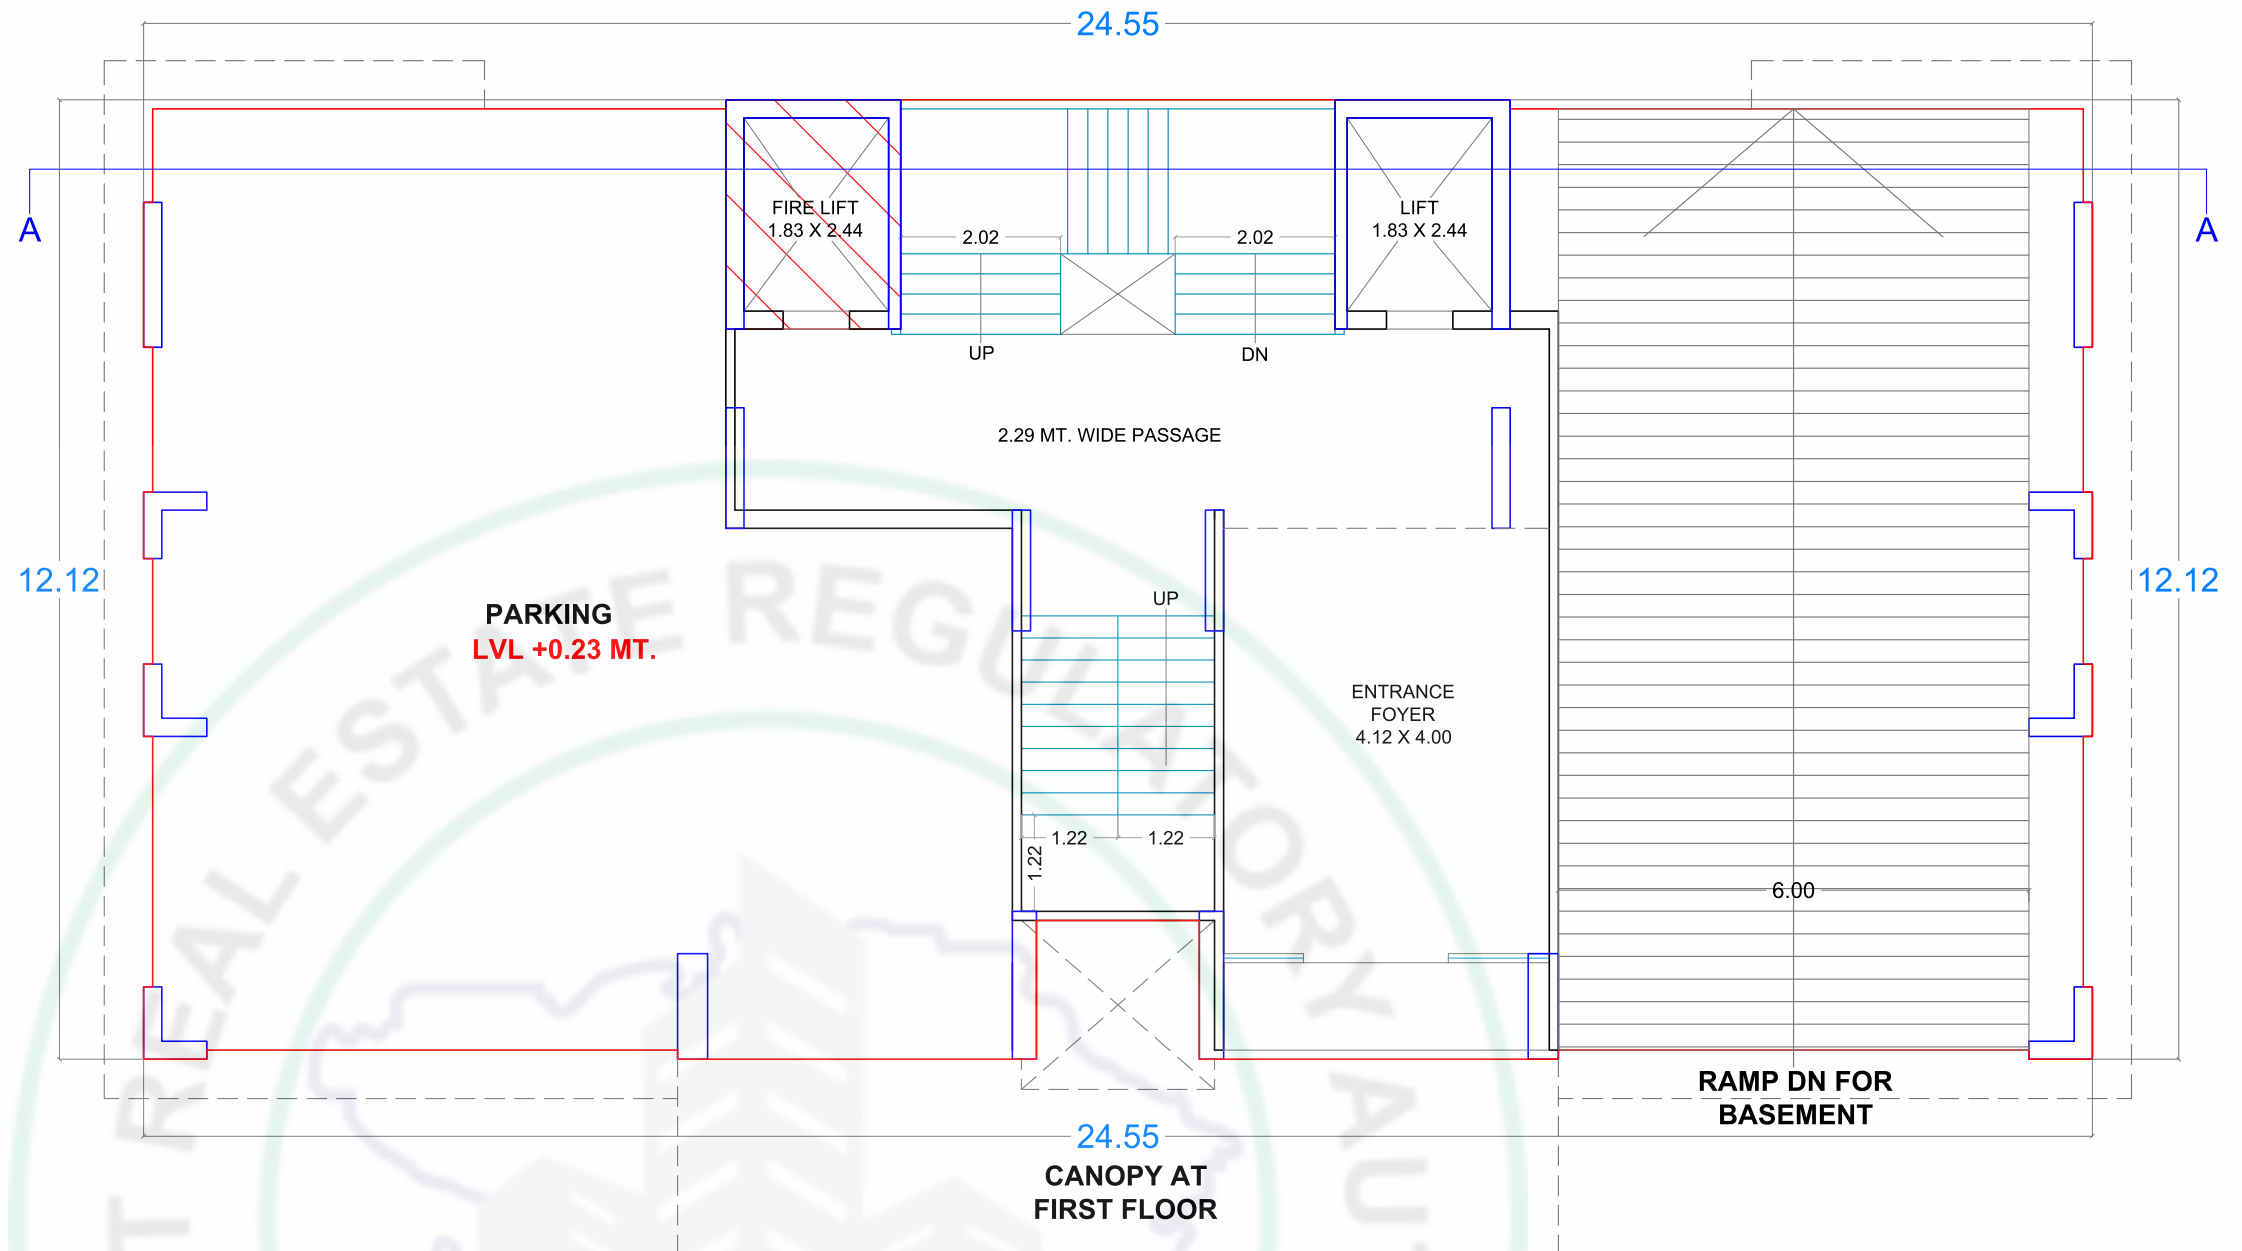 24.55
A
A
FIRE LIFT
1.83 X 2.44
LIFT
1.83 X 2.44
2.02
2.02
UP
DN
2.29 MT. WIDE PASSAGE
12.12
12.12
PARKING
LVL +0.23 MT.
UP
ENTRANCE
FOYER
4.12 X 4.00
1.22
1.22
1.22
6.00
RAMP DN FOR
BASEMENT
24.55
CANOPY AT
FIRST FLOOR
REAL ESTATE REGULATORY AU
T